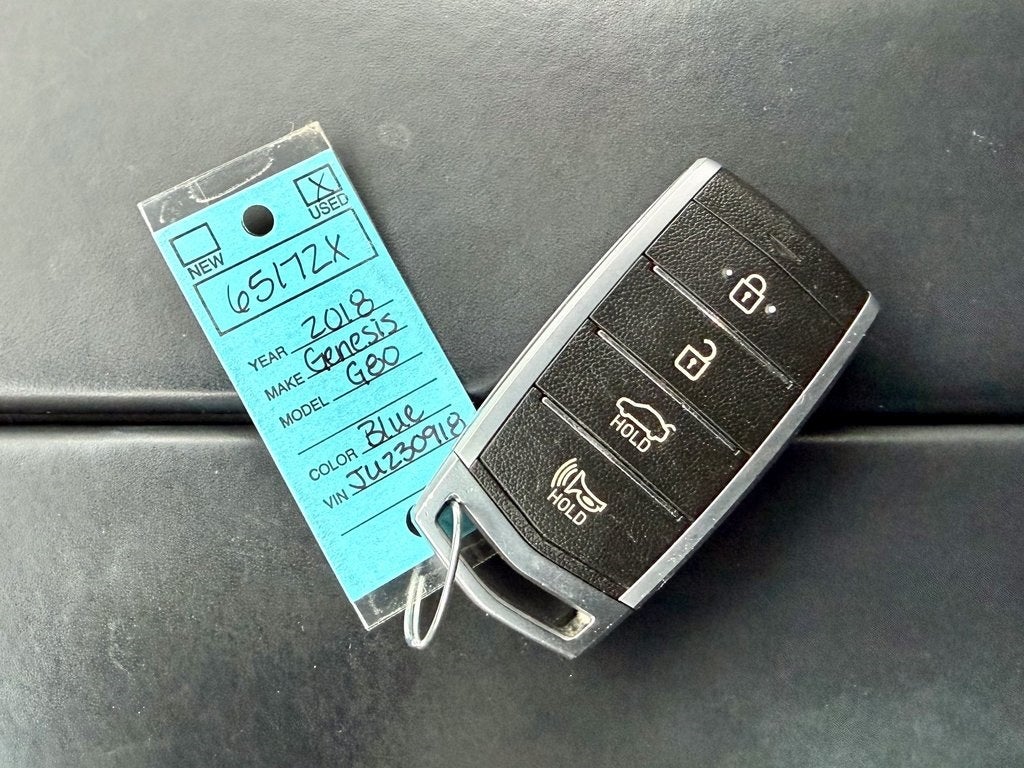 X
NEW USED
65172X
YEAR 2018
MAKE Genesis
MODEL G80
COLOR Blue
VIN JU230918
HOLD
HOLD